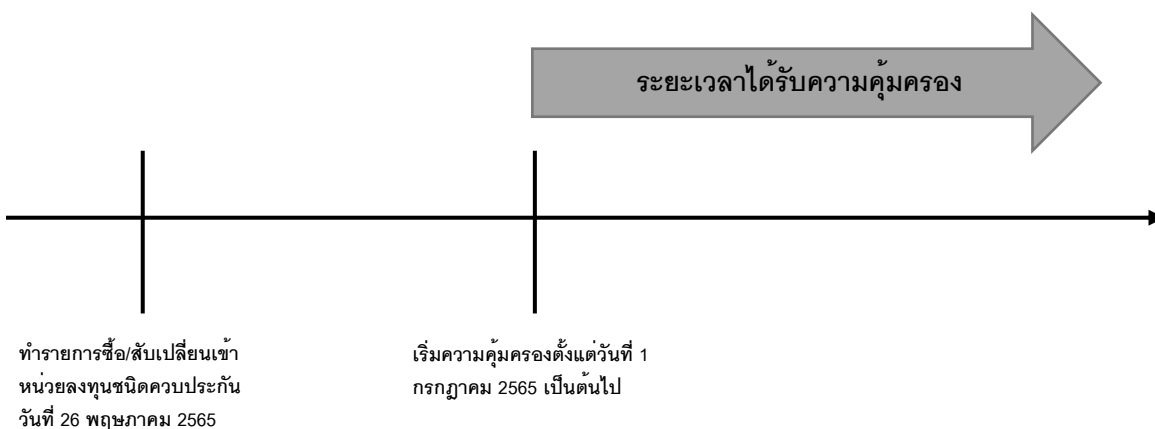 ระยะเวลาได้รับความคุ้มครอง
ทำรายการซื้อ/สับเปลี่ยนเข้า
หน่วยลงทุนชนิดควบประกัน
วันที่ 26 พฤษภาคม 2565
เริ่มความคุ้มครองตั้งแต่วันที่ 1
กรกฎาคม 2565 เป็นต้นไป